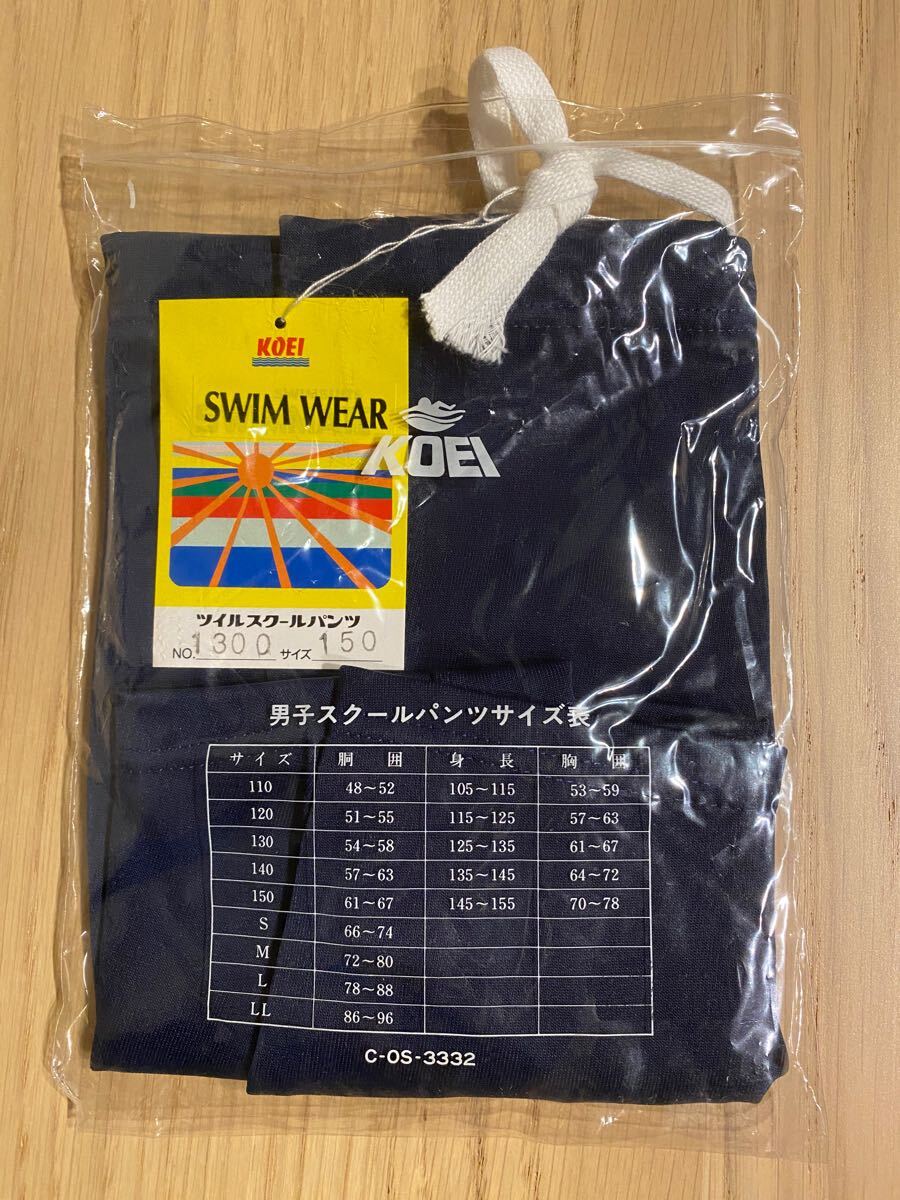 KOEI
SWIM WEAR
KOEI
ツイルスクールパンツ
NO. 1300 サイズ 150
男子スクールパンツサイズ表
サイズ 胴囲 身長 胸囲
110 48～52 105～115 53～59
120 51～55 115～125 57～63
130 54～58 125～135 61～67
140 57～63 135～145 64～72
150 61～67 145～155 70～78
S 66～74
M 72～80
L 78～88
LL 86～96
C-OS-3332